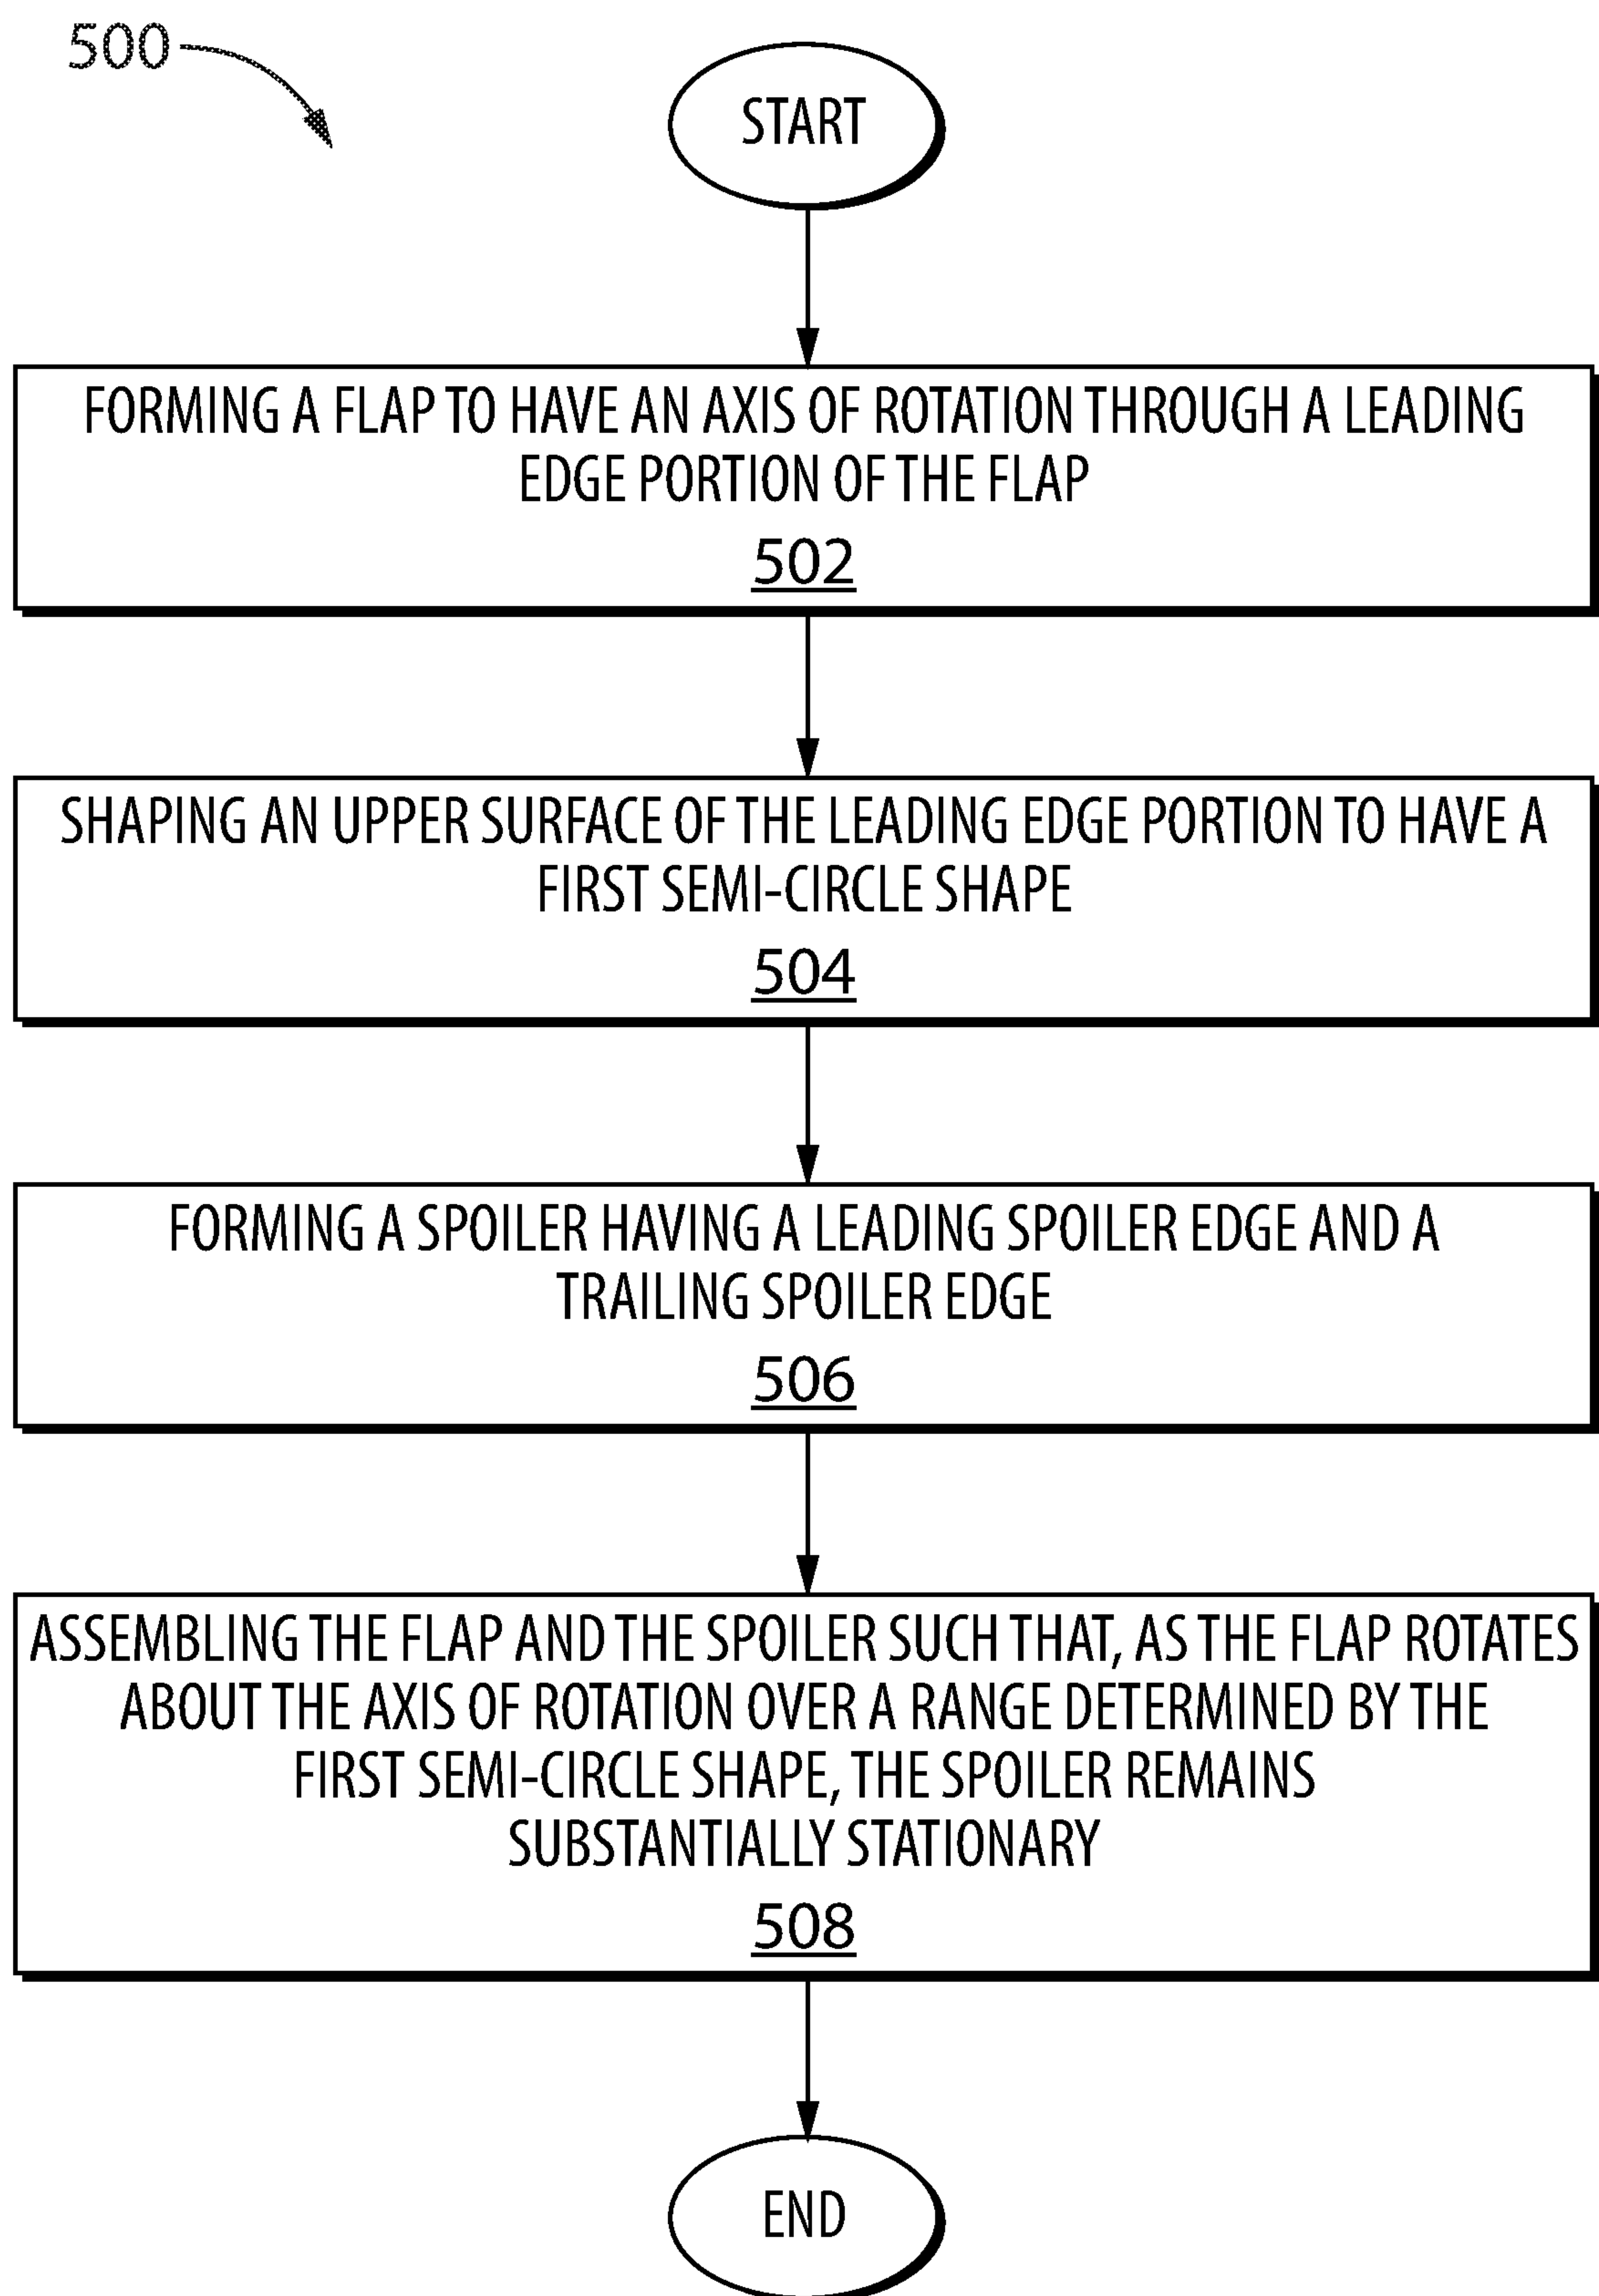 500
START
FORMING A FLAP TO HAVE AN AXIS OF ROTATION THROUGH A LEADING
EDGE PORTION OF THE FLAP
502
SHAPING AN UPPER SURFACE OF THE LEADING EDGE PORTION TO HAVE A
FIRST SEMI-CIRCLE SHAPE
504
FORMING A SPOILER HAVING A LEADING SPOILER EDGE AND A
TRAILING SPOILER EDGE
506
ASSEMBLING THE FLAP AND THE SPOILER SUCH THAT, AS THE FLAP ROTATES
ABOUT THE AXIS OF ROTATION OVER A RANGE DETERMINED BY THE
FIRST SEMI-CIRCLE SHAPE, THE SPOILER REMAINS
SUBSTANTIALLY STATIONARY
508
END